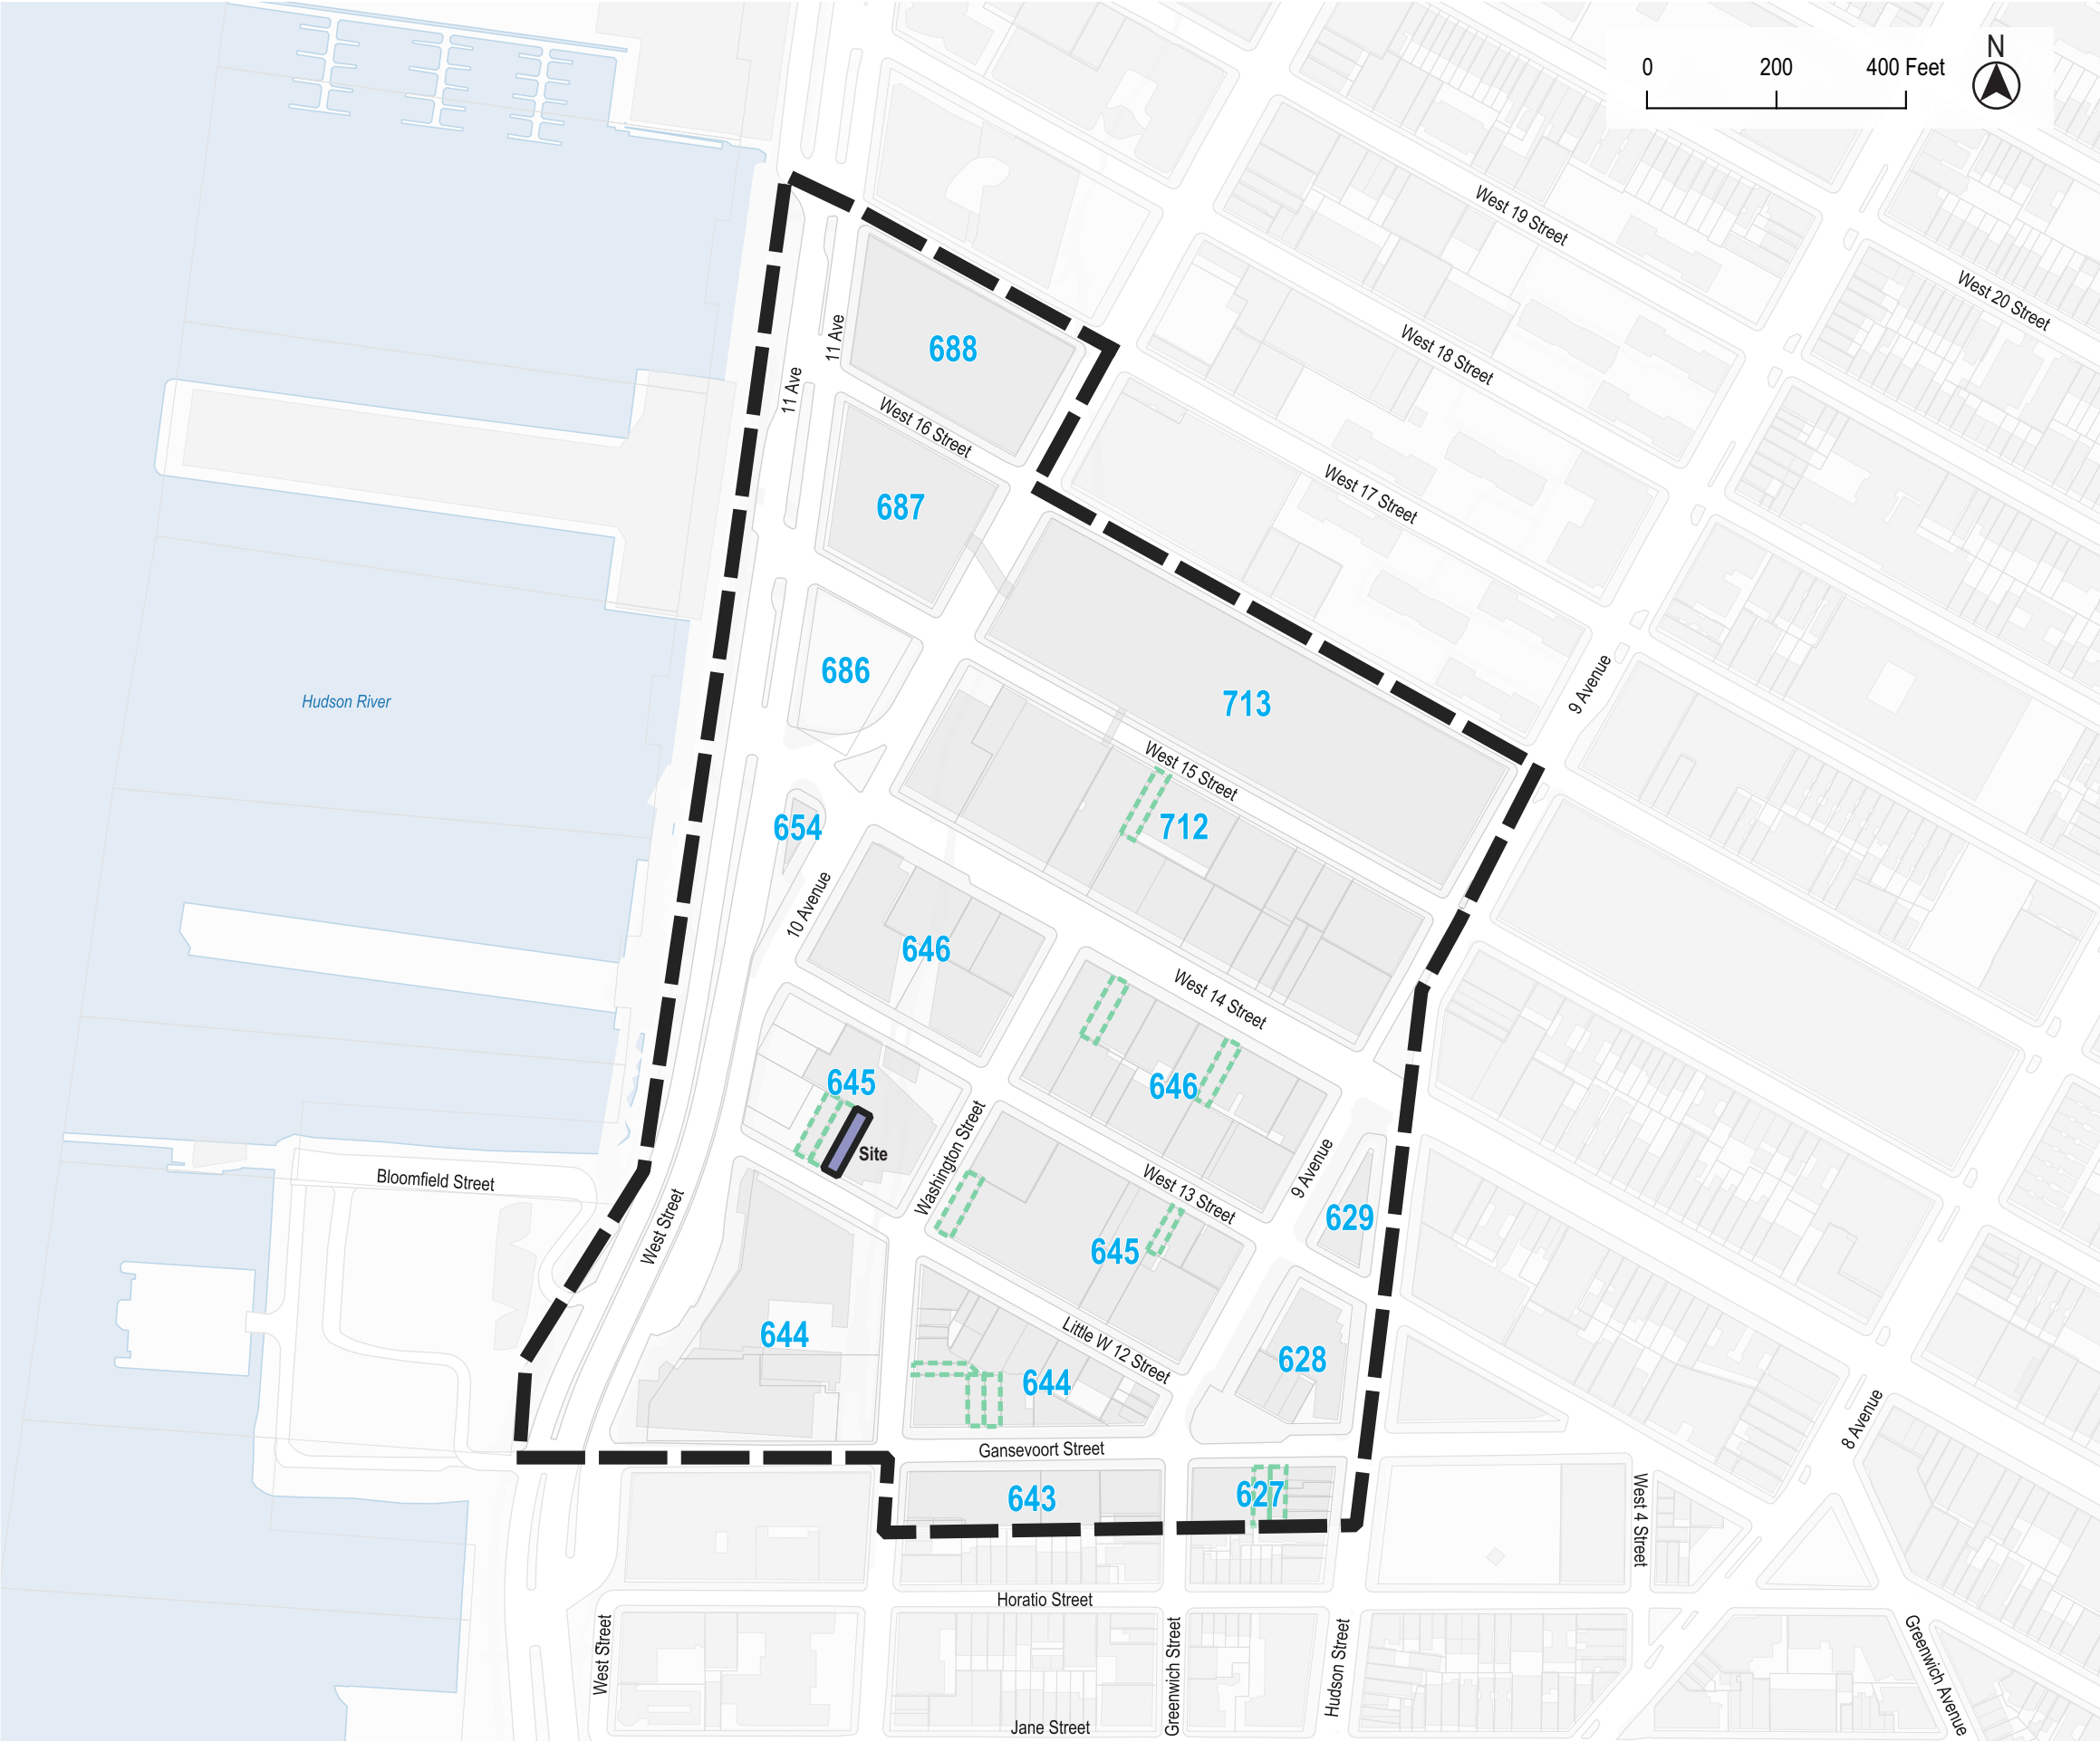 N
0 200 400 Feet
West 19 Street
West 20 Street
11 Ave
688
West 18 Street
11 Ave
West 16 Street
687
West 17 Street
686
Hudson River
713
9 Avenue
West 15 Street
654
712
10 Avenue
646
West 14 Street
645
646
Site
Washington Street
Bloomfield Street
West 13 Street
9 Avenue
629
West Street
645
644
Little W 12 Street
628
644
8 Avenue
Gansevoort Street
643
627
West 4 Street
Horatio Street
West Street
Greenwich Street
Hudson Street
Greenwich Avenue
Jane Street